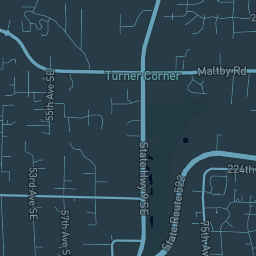 Turner Corner
Maltby Rd
55th Ave SE
State Hwy 9 SE
State Route 522
224th
53rd Ave SE
57th Ave S
75th Ave